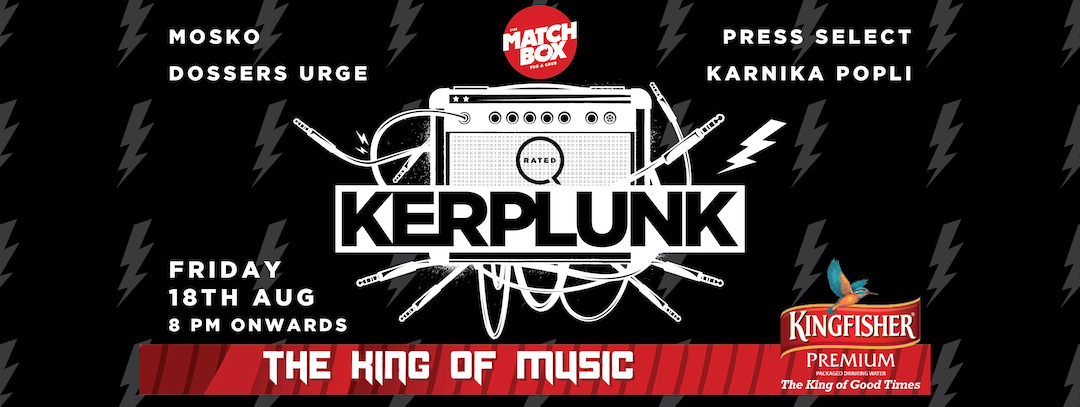 MOSKO
DOSSERS URGE
THE
MATCH
BOX
PUB & GRUB
PRESS SELECT
KARNIKA POPLI
RATED
KERPLUNK
FRIDAY
18TH AUG
8 PM ONWARDS
THE KING OF MUSIC
KINGFISHER
PREMIUM
PACKAGED DRINKING WATER
The King of Good Times